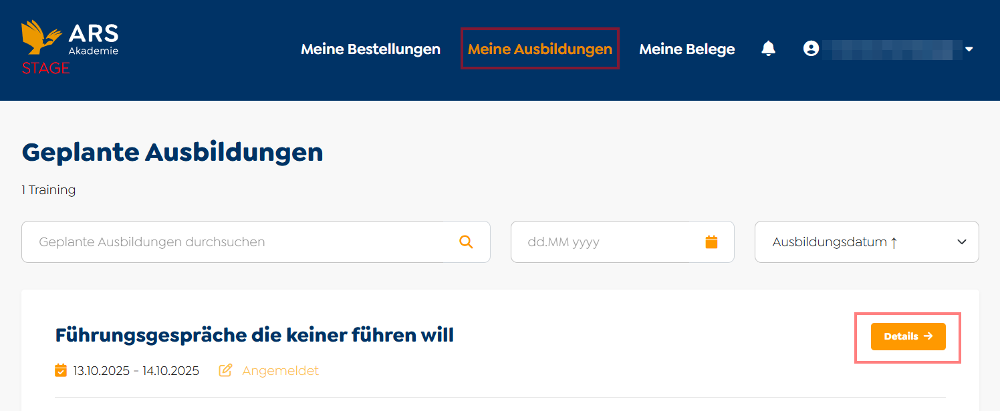 ARS
Akademie
STAGE
Meine Bestellungen
Meine Ausbildungen
Meine Belege
Geplante Ausbildungen
1 Training
Geplante Ausbildungen durchsuchen
dd.MM yyyy
Ausbildungsdatum ↑
Führungsgespräche die keiner führen will
Details →
13.10.2025 - 14.10.2025
Angemeldet